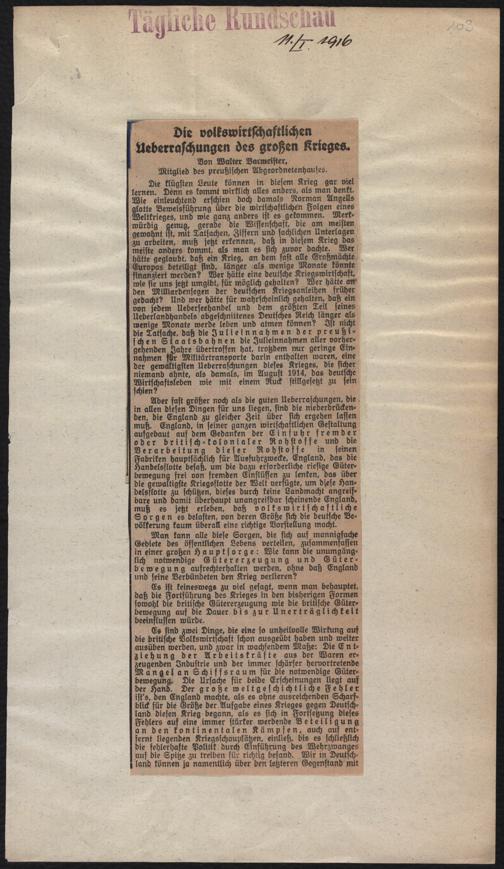 Tägliche Rundschau
103
11./I. 1916
Die volkswirtschaftlichen
Ueberraschungen des großen Krieges.
Von Walter Bacmeister,
Mitglied des preußischen Abgeordnetenhauses.
Die klügsten Leute können in diesem Krieg gar viel
lernen. Denn es kommt wirklich alles anders, als man denkt.
Wie einleuchtend erschien doch damals Norman Angells
glatte Beweisführung über die wirtschaftlichen Folgen eines
Weltkrieges, und wie ganz anders ist es gekommen. Merk-
würdig genug, gerade die Wissenschaft, die am meisten
gewohnt ist, mit Tatsachen, Ziffern und sachlichen Unterlagen
zu arbeiten, muß jetzt erkennen, daß in diesem Krieg das
meiste anders kommt, als man es sich zuvor dachte. Wer
hätte geglaubt, daß ein Krieg, an dem fast alle Großmächte
Europas beteiligt sind, länger als wenige Monate könnte
finanziert werden? Wer hätte eine deutsche Kriegswirtschaft,
wie sie uns jetzt umgibt, für möglich gehalten? Wer hätte an
den Milliardensegen der deutschen Kriegsanleihen früher
gedacht? Und wer hätte für wahrscheinlich gehalten, daß ein
von jedem Ueberseehandel und dem größten Teil seines
Ueberlandhandels abgeschnittenes Deutsches Reich länger als
wenige Monate werde leben und atmen können? Ist nicht
die Tatsache, daß die Julieinnahmen der preußi-
schen Staatsbahnen die Julieinnahmen aller vorher-
gehenden Jahre übertroffen hat, trotzdem nur geringe Ein-
nahmen für Militärtransporte darin enthalten waren, eine
der gewaltigsten Ueberraschungen dieses Krieges, die sicher
niemand ahnte, als damals, im August 1914, das deutsche
Wirtschaftsleben wie mit einem Ruck stillgesetzt zu sein
schien?
Aber fast größer noch als die guten Ueberraschungen, die
in allen diesen Dingen für uns liegen, sind die niederdrücken-
den, die England zu gleicher Zeit über sich ergehen lassen
muß. England, in seiner ganzen wirtschaftlichen Gestaltung
aufgebaut auf dem Gedanken der Einfuhr fremder
oder britisch-kolonialer Rohstoffe und die
Verarbeitung dieser Rohstoffe in seinen
Fabriken hauptsächlich für Ausfuhrzwecke, England, das die
Handelsflotte besaß, um die dazu erforderliche riesige Güter-
bewegung frei von fremden Einflüssen zu lenken, das über
die gewaltigste Kriegsflotte der Welt verfügte, um diese Han-
delsflotte zu schützen, dieses durch keine Landmacht angreif-
bare und damit überhaupt unangreifbar scheinende England,
muß es jetzt erleben, daß volkswirtschaftliche
Sorgen es belasten, von deren Größe sich die deutsche Be-
völkerung kaum überall eine richtige Vorstellung macht.
Man kann alle diese Sorgen, die sich auf mannigfache
Gebiete des öffentlichen Lebens verteilen, zusammenfassen
in einer großen Hauptsorge: Wie kann die unumgäng-
lich notwendige Gütererzeugung und Güter-
bewegung aufrechterhalten werden, ohne daß England
und seine Verbündeten den Krieg verlieren?
Es ist keineswegs zu viel gesagt, wenn man behauptet,
daß die Fortführung des Krieges in den bisherigen Formen
sowohl die britische Gütererzeugung wie die britische Güter-
bewegung auf die Dauer bis zur Unerträglichkeit
beeinflussen würde.
Es sind zwei Dinge, die eine so unheilvolle Wirkung auf
die britische Volkswirtschaft schon ausgeübt haben und weiter
ausüben werden, und zwar in wachsendem Maße: Die Ent-
ziehung der Arbeitskräfte aus der Waren er-
zeugenden Industrie und der immer schärfer hervortretende
Mangel an Schiffsraum für die notwendige Güter-
bewegung. Die Ursache für beide Erscheinungen liegt auf
der Hand. Der große weltgeschichtliche Fehler
ist's, den England machte, als es ohne ausreichenden Scharf-
blick für die Größe der Aufgabe eines Krieges gegen Deutsch-
land diesen Krieg begann, als es sich in Fortsetzung dieses
Fehlers auf eine immer stärker werdende Beteiligung
an den kontinentalen Kämpfen, auch auf ent-
fernt liegenden Kriegsschauplätzen, einließ, bis es schließlich
die fehlerhafte Politik durch Einführung des Wehrzwanges
auf die Spitze zu treiben für richtig befand. Wir in Deutsch-
land können ja namentlich über den letzteren Gegenstand mit